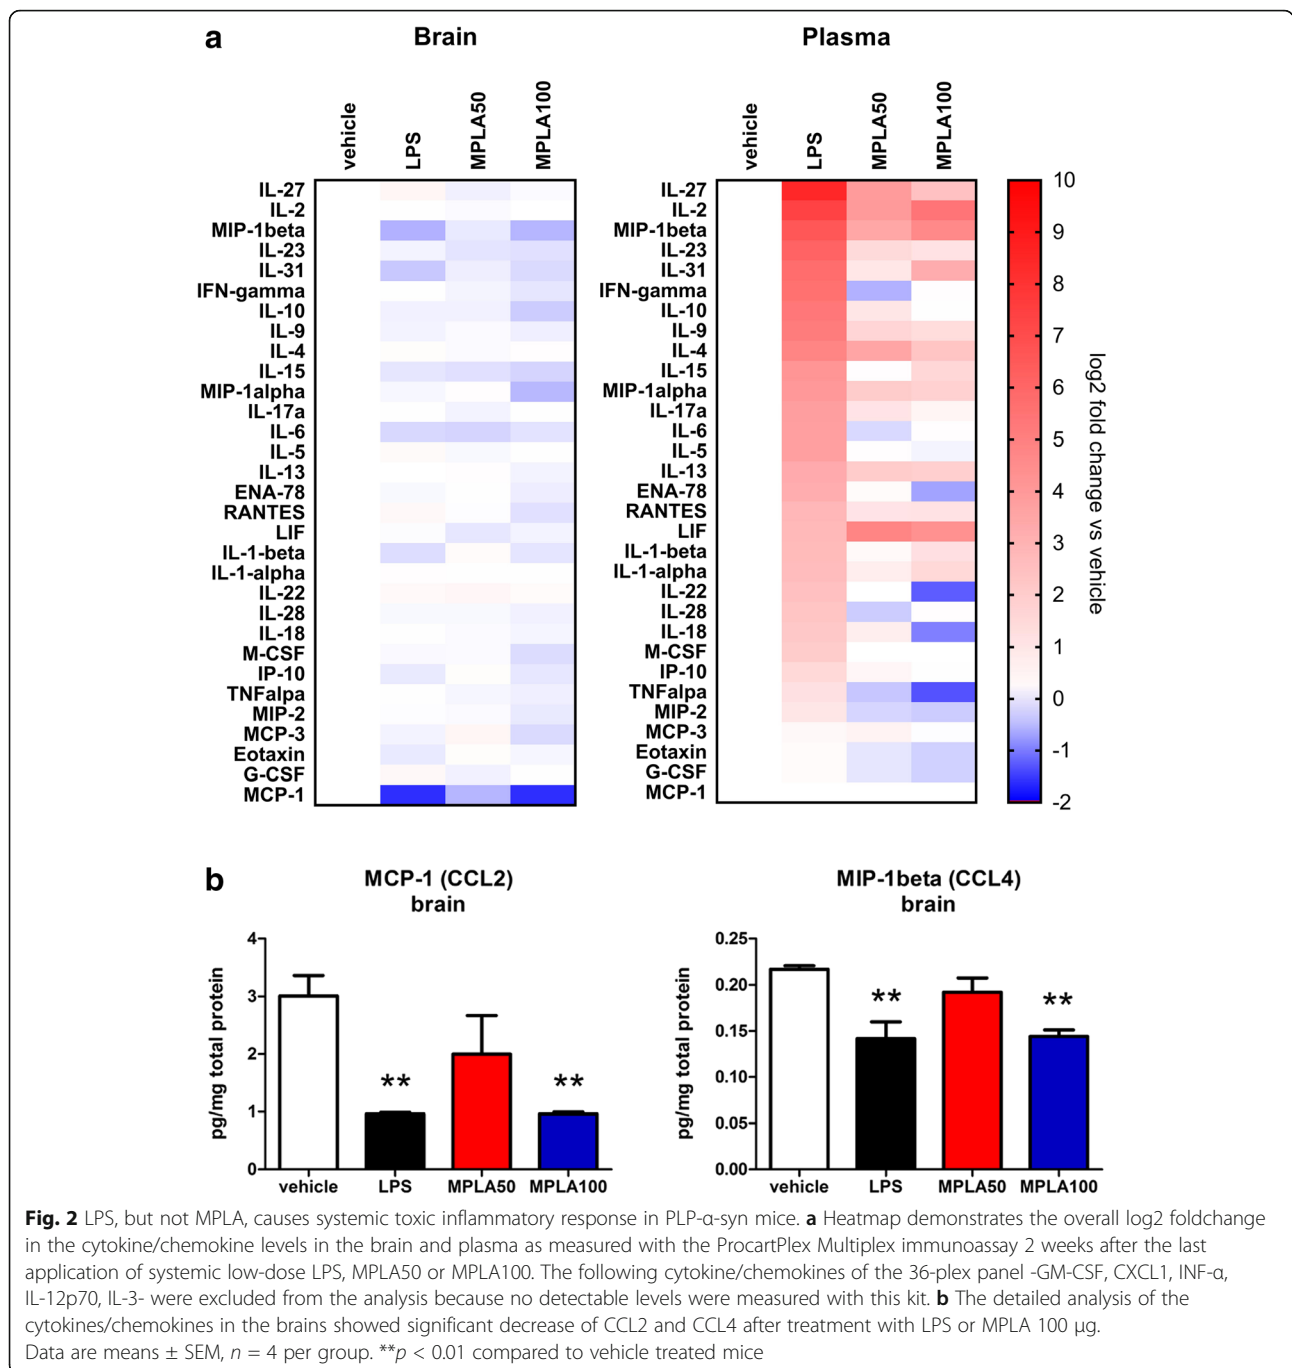 a
Brain
Plasma
vehicle
LPS
MPLA50
MPLA100
vehicle
LPS
MPLA50
MPLA100
IL-27
IL-2
MIP-1beta
IL-23
IL-31
IFN-gamma
IL-10
IL-9
IL-4
IL-15
MIP-1alpha
IL-17a
IL-6
IL-5
IL-13
ENA-78
RANTES
LIF
IL-1-beta
IL-1-alpha
IL-22
IL-28
IL-18
M-CSF
IP-10
TNFalpa
MIP-2
MCP-3
Eotaxin
G-CSF
MCP-1
IL-27
IL-2
MIP-1beta
IL-23
IL-31
IFN-gamma
IL-10
IL-9
IL-4
IL-15
MIP-1alpha
IL-17a
IL-6
IL-5
IL-13
ENA-78
RANTES
LIF
IL-1-beta
IL-1-alpha
IL-22
IL-28
IL-18
M-CSF
IP-10
TNFalpa
MIP-2
MCP-3
Eotaxin
G-CSF
MCP-1
10
9
8
7
6
5
4
3
2
1
0
-1
-2
log2 fold change vs vehicle
b
MCP-1 (CCL2)
brain
pg/mg total protein
4
3
2
1
0
**
**
vehicle
LPS
MPLA50
MPLA100
MIP-1beta (CCL4)
brain
pg/mg total protein
0.25
0.20
0.15
0.10
0.05
0.00
**
**
vehicle
LPS
MPLA50
MPLA100
Fig. 2 LPS, but not MPLA, causes systemic toxic inflammatory response in PLP-α-syn mice. a Heatmap demonstrates the overall log2 foldchange
in the cytokine/chemokine levels in the brain and plasma as measured with the ProcartPlex Multiplex immunoassay 2 weeks after the last
application of systemic low-dose LPS, MPLA50 or MPLA100. The following cytokine/chemokines of the 36-plex panel -GM-CSF, CXCL1, INF-α,
IL-12p70, IL-3- were excluded from the analysis because no detectable levels were measured with this kit. b The detailed analysis of the
cytokines/chemokines in the brains showed significant decrease of CCL2 and CCL4 after treatment with LPS or MPLA 100 μg.
Data are means ± SEM, n = 4 per group. **p < 0.01 compared to vehicle treated mice